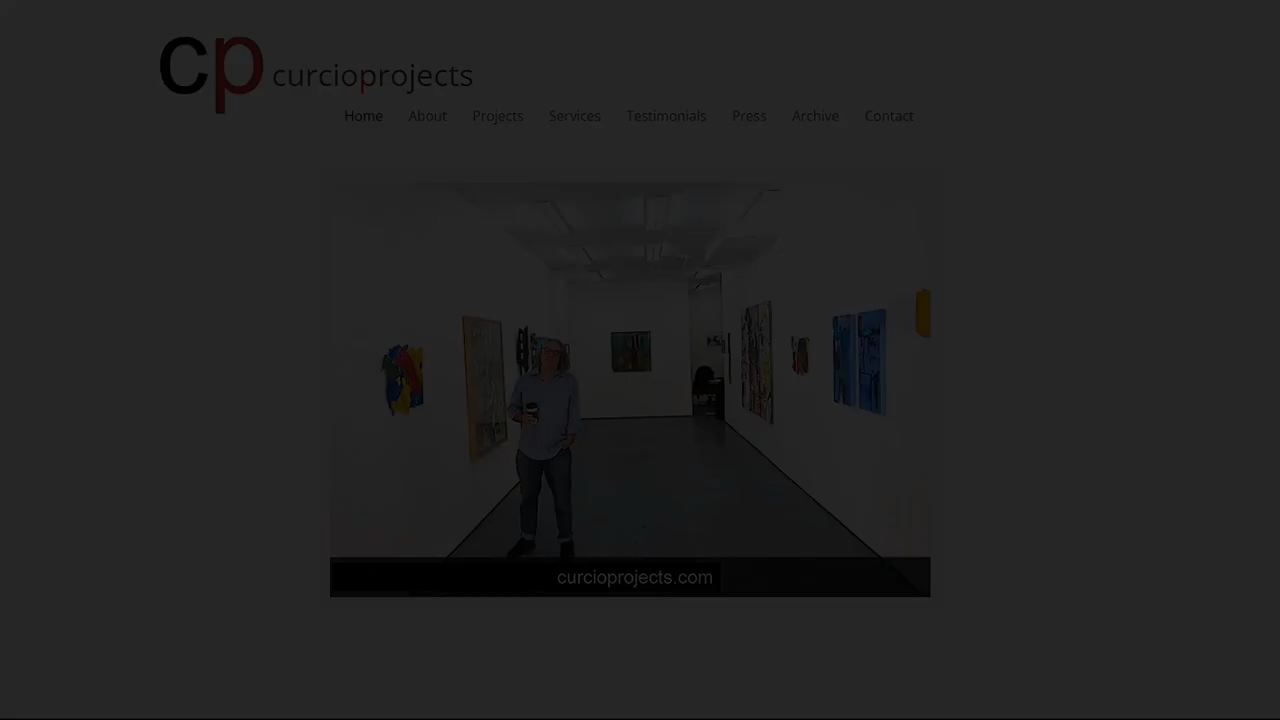 cp curcioprojects
Home About Projects Services Testimonials Press Archive Contact
curcioprojects.com